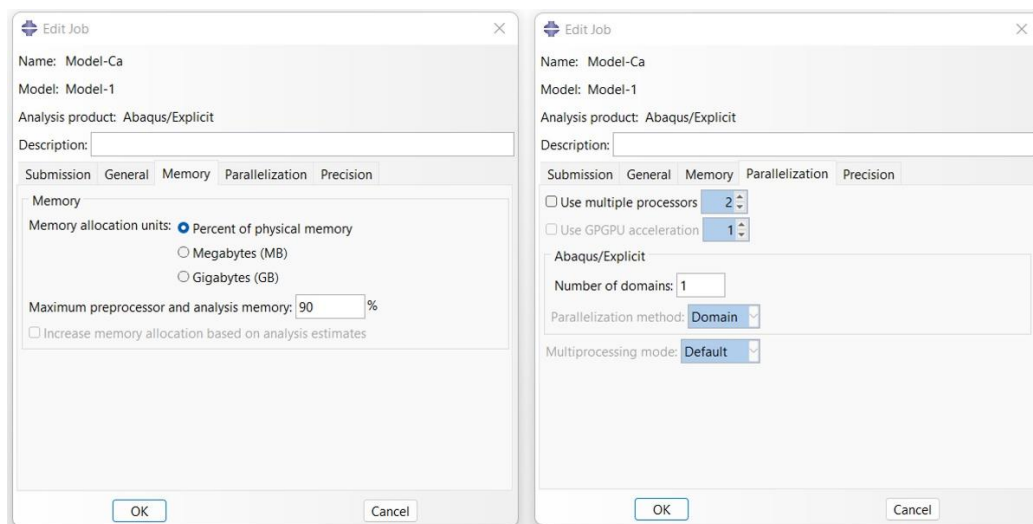 Edit Job
Name: Model-Ca
Model: Model-1
Analysis product: Abaqus/Explicit
Description:
Submission General Memory Parallelization Precision
Memory
Memory allocation units: Percent of physical memory
Megabytes (MB)
Gigabytes (GB)
Maximum preprocessor and analysis memory: 90 %
Increase memory allocation based on analysis estimates
OK Cancel
Edit Job
Name: Model-Ca
Model: Model-1
Analysis product: Abaqus/Explicit
Description:
Submission General Memory Parallelization Precision
Use multiple processors 2
Use GPGPU acceleration 1
Abaqus/Explicit
Number of domains: 1
Parallelization method: Domain
Multiprocessing mode: Default
OK Cancel